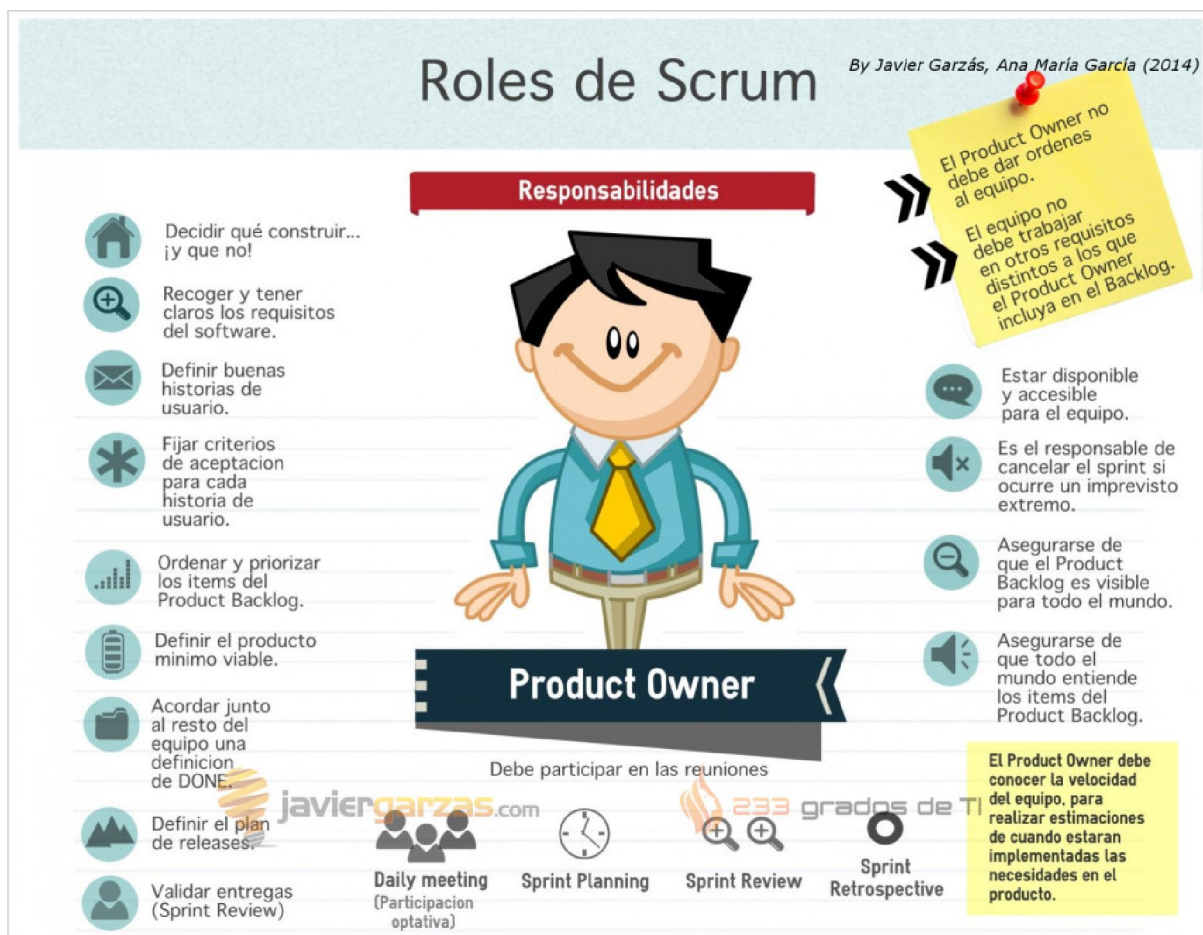 Roles de Scrum
By Javier Garzás, Ana María García (2014)
El Product Owner no
debe dar ordenes
al equipo.
El equipo no
debe trabajar
en otros requisitos
distintos a los que
el Product Owner
incluya en el Backlog.
Responsabilidades
Decidir qué construir...
¡y que no!
Recoger y tener
claros los requisitos
del software.
Definir buenas
historias de
usuario.
Fijar criterios
de aceptacion
para cada
historia de
usuario.
Ordenar y priorizar
los items del
Product Backlog.
Definir el producto
minimo viable.
Acordar junto
al resto del
equipo una
definicion
de DONE.
Definir el plan
de releases.
Validar entregas
(Sprint Review)
Estar disponible
y accesible
para el equipo.
Es el responsable de
cancelar el sprint si
ocurre un imprevisto
extremo.
Asegurarse de
que el Product
Backlog es visible
para todo el mundo.
Asegurarse de
que todo el
mundo entiende
los items del
Product Backlog.
Product Owner
Debe participar en las reuniones
javiergarzas.com
233 grados de TI
Daily meeting
(Participacion
optativa)
Sprint Planning
Sprint Review
Sprint
Retrospective
El Product Owner debe
conocer la velocidad
del equipo, para
realizar estimaciones
de cuando estaran
implementadas las
necesidades en el
producto.